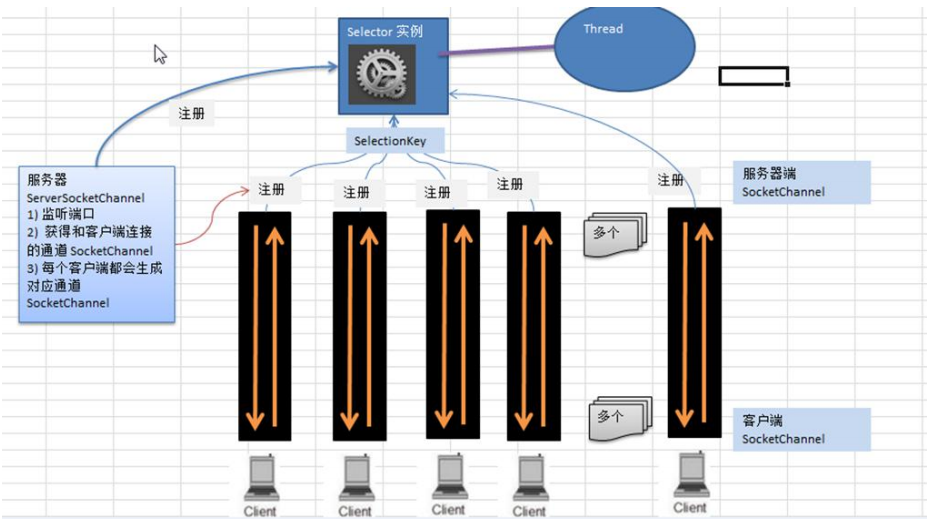 Selector 实例
Thread
注册
SelectionKey
服务器
ServerSocketChannel
1) 监听端口
2) 获得和客户端连接
的通道 SocketChannel
3) 每个客户端都会生成
对应通道
SocketChannel
注册
注册
注册
注册
注册
服务器端
SocketChannel
多个
多个
客户端
SocketChannel
Client
Client
Client
Client
Client